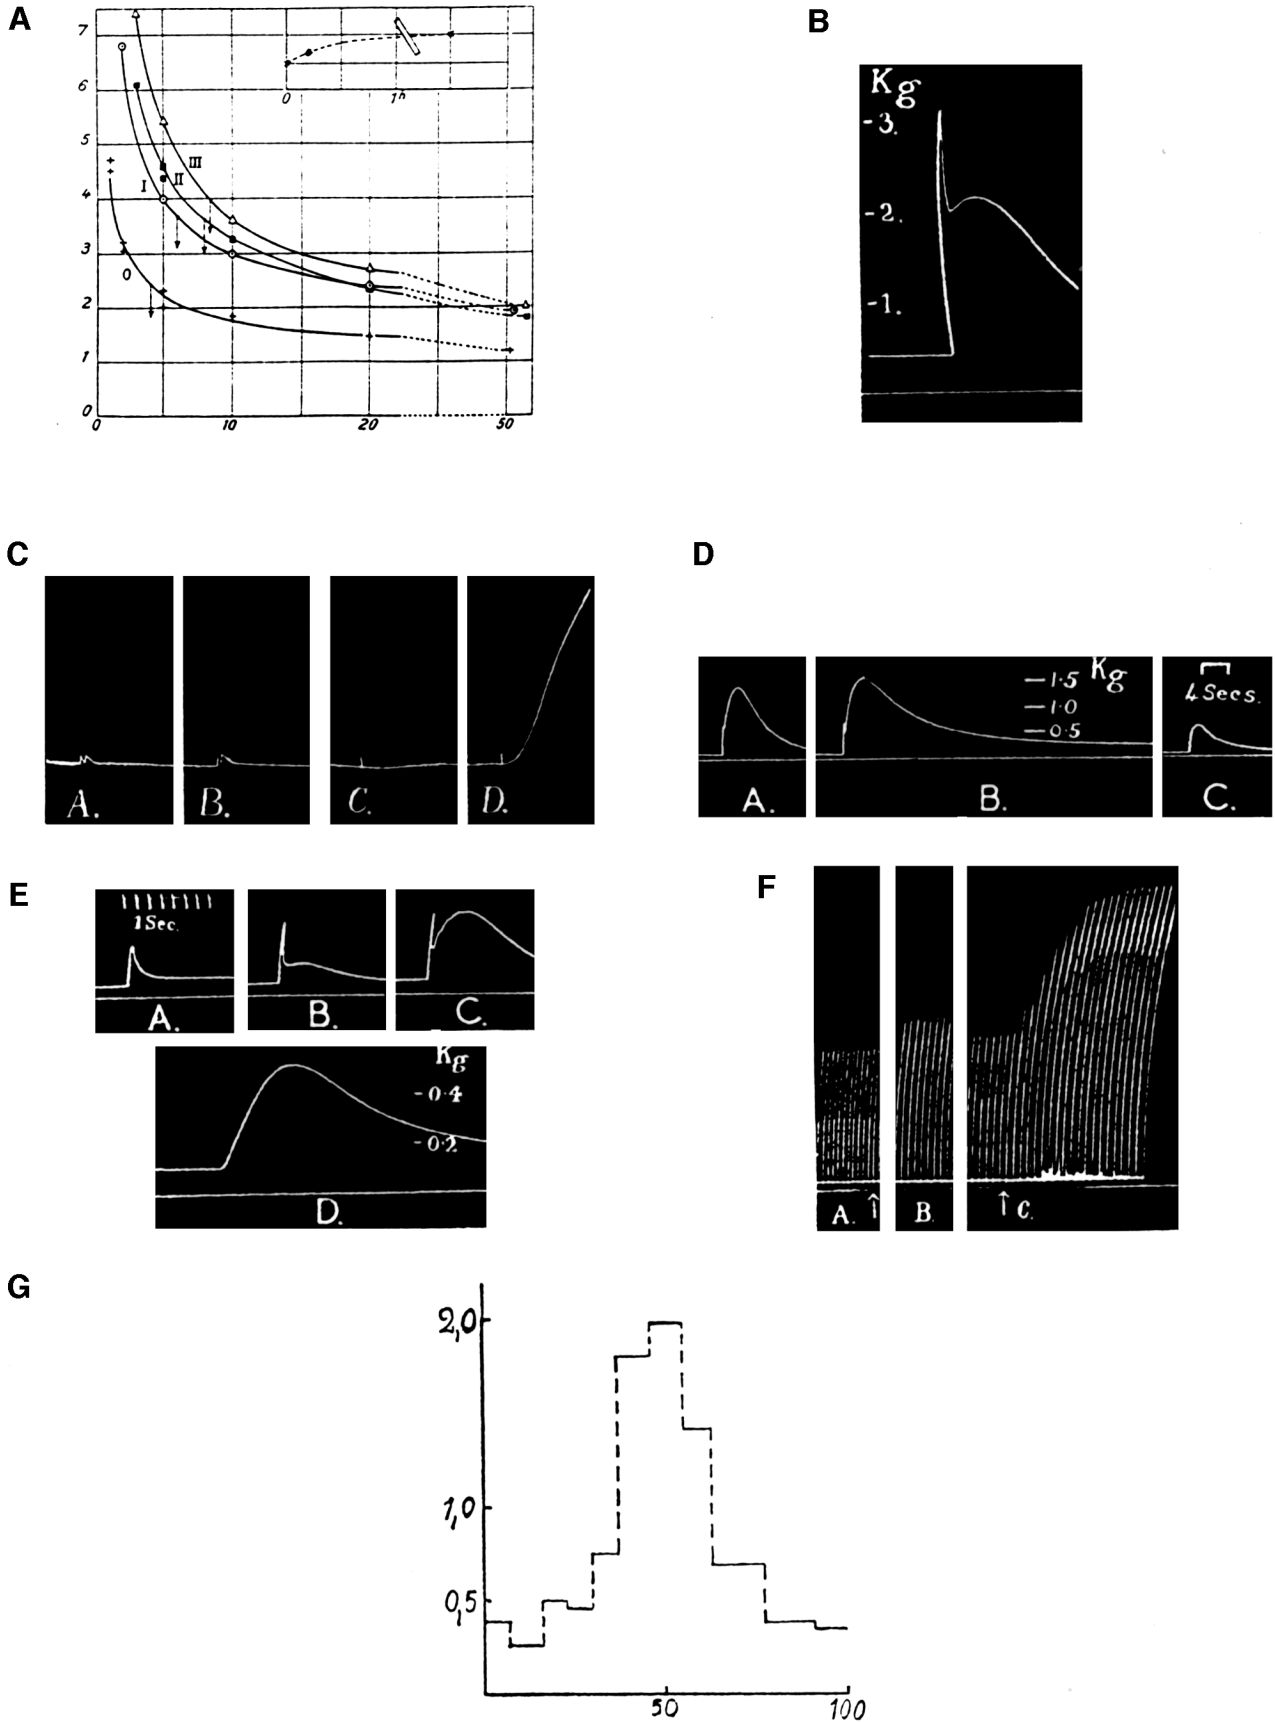 A
7
6
5
4
3
2
1
0
0 10 20 50
0 1h
I II III
0
B
Kg
-3.
-2.
-1.
C
A. B. C. D.
D
Kg
1.5
1.0
0.5
4 Secs.
A. B. C.
E
1 Sec.
A. B. C.
Kg
-0.4
-0.2
D.
F
A. ↑ B. ↑ C.
G
2,0
1,0
0,5
50 100